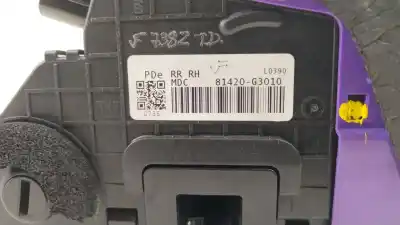 F 7382 TD.
PDe RR RH L0390
MDC 81420-G3010